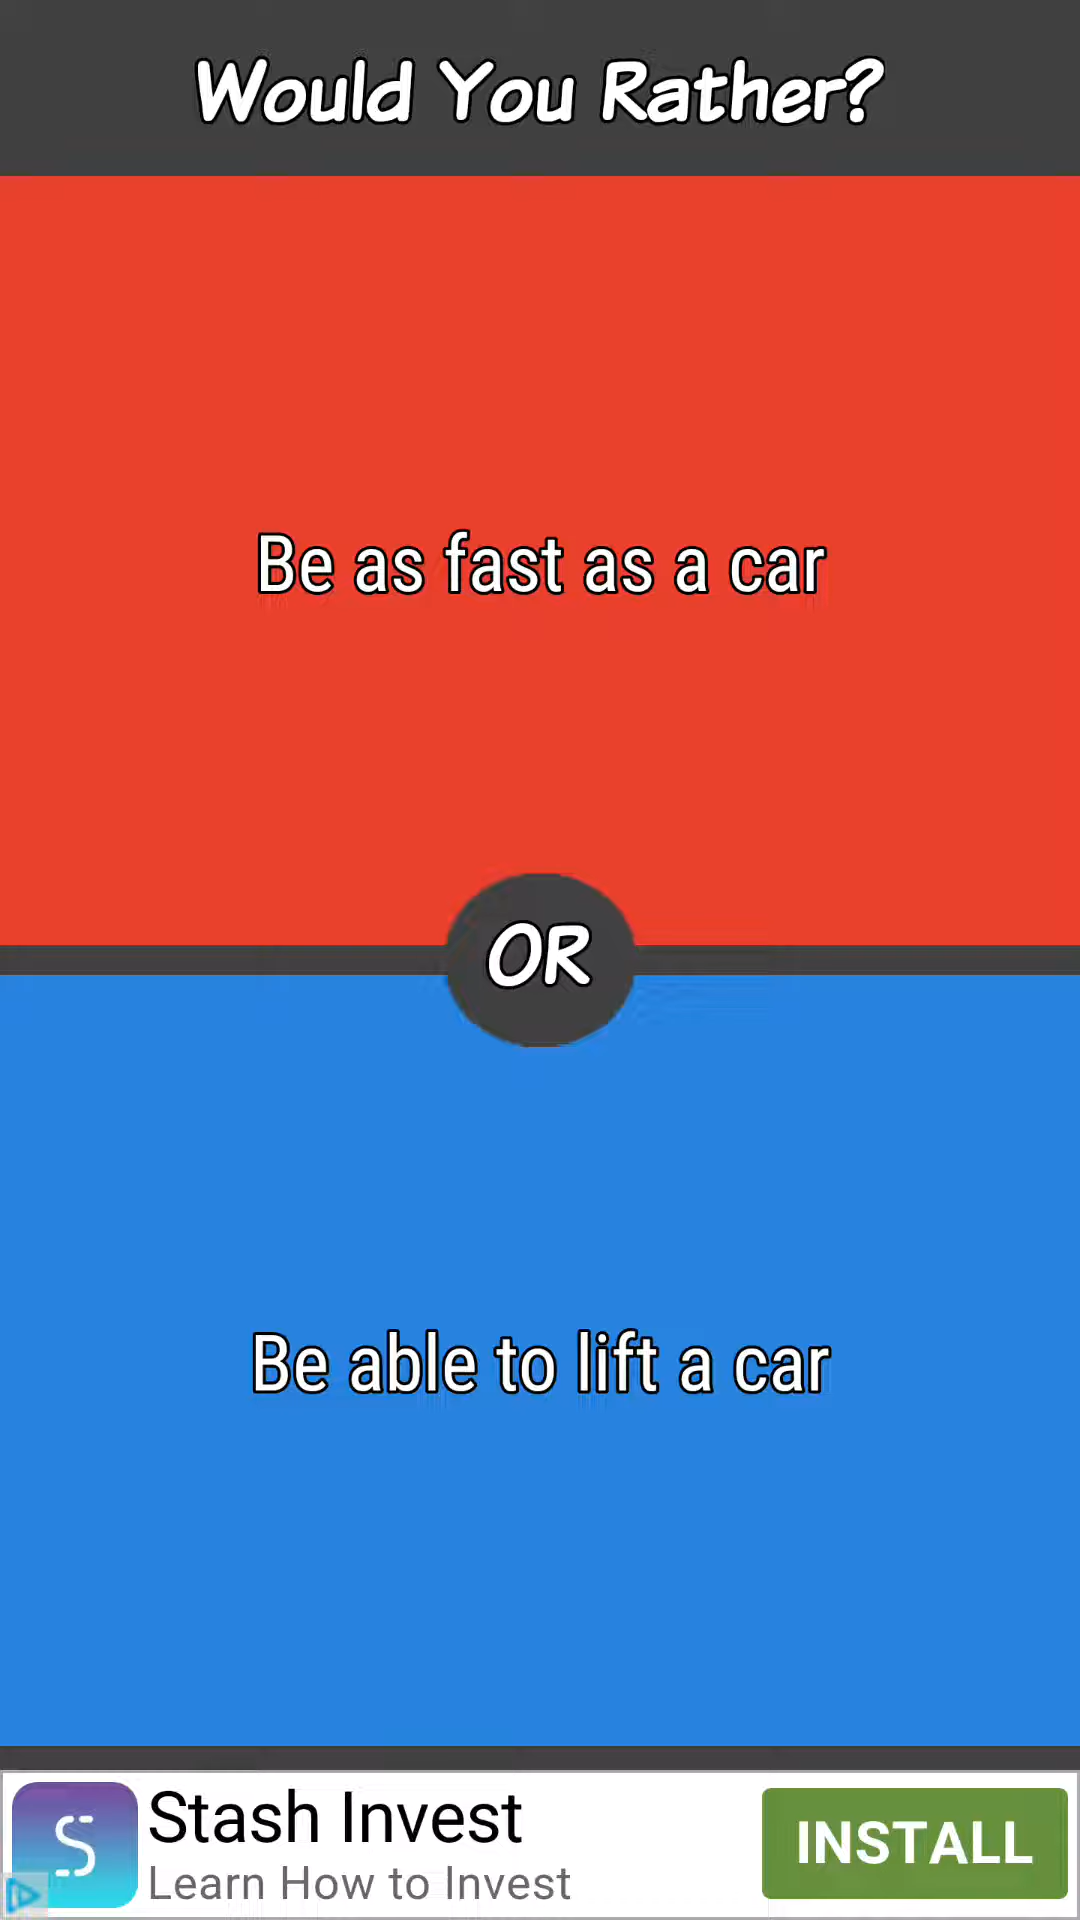 Would You Rather?
Be as fast as a car
OR
Be able to lift a car
Stash Invest
Learn How to Invest
INSTALL